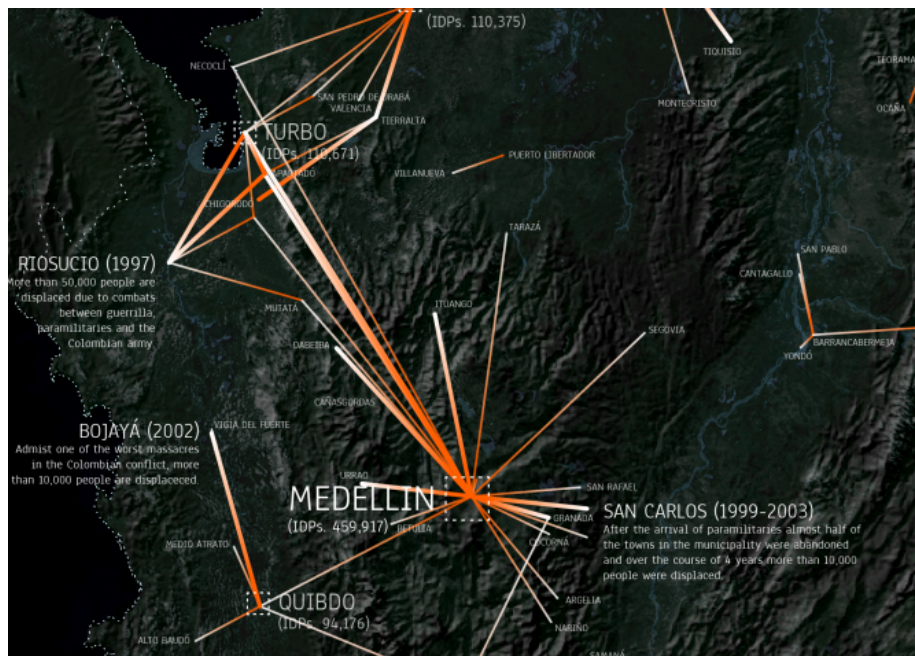 (IDPs. 110,375)
TIQUISIO
TEORAMA
NECOCLÍ
SAN PEDRO DE URABÁ
VALENCIA
TIERRALTA
MONTECRISTO
OCAÑA
TURBO
(IDPs. 110,671)
PUERTO LIBERTADOR
VILLANUEVA
APARTADÓ
CHIGORODÓ
TARAZÁ
SAN PABLO
CANTAGALLO
RIOSUCIO (1997)
More than 50,000 people are
displaced due to combats
between guerrilla,
paramilitaries and the
Colombian army.
MUTATÁ
ITUANGO
SEGOVIA
DABEIBA
BARRANCABERMEJA
YONDÓ
CAÑASGORDAS
VIGÍA DEL FUERTE
BOJAYÁ (2002)
Admist one of the worst massacres
in the Colombian conflict, more
than 10,000 people are displaceced.
URRAO
SAN RAFAEL
MEDELLIN
(IDPs. 459,917)
BETULIA
GRANADA
COCORNÁ
SAN CARLOS (1999-2003)
After the arrival of paramilitaries almost half of
the towns in the municipality were abandoned
and over the course of 4 years more than 10,000
people were displaced.
MEDIO ATRATO
QUIBDO
(IDPs. 94,176)
ARGELIA
NARIÑO
ALTO BAUDÓ
SAMANÁ